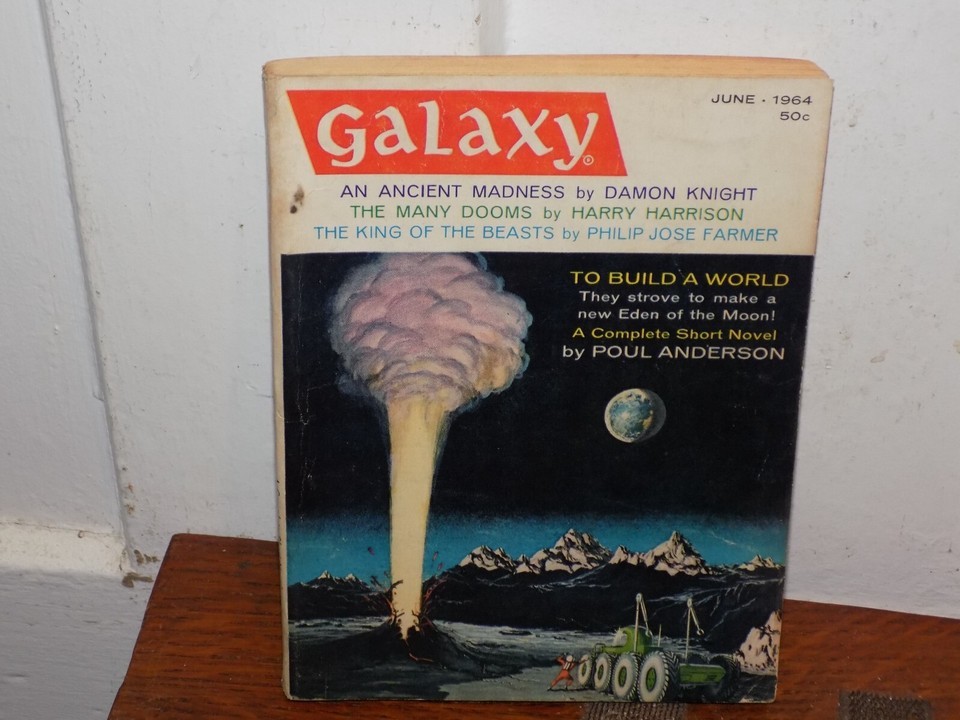 GaLaxy®
JUNE · 1964
50c
AN ANCIENT MADNESS by DAMON KNIGHT
THE MANY DOOMS by HARRY HARRISON
THE KING OF THE BEASTS by PHILIP JOSE FARMER
TO BUILD A WORLD
They strove to make a
new Eden of the Moon!
A Complete Short Novel
by POUL ANDERSON